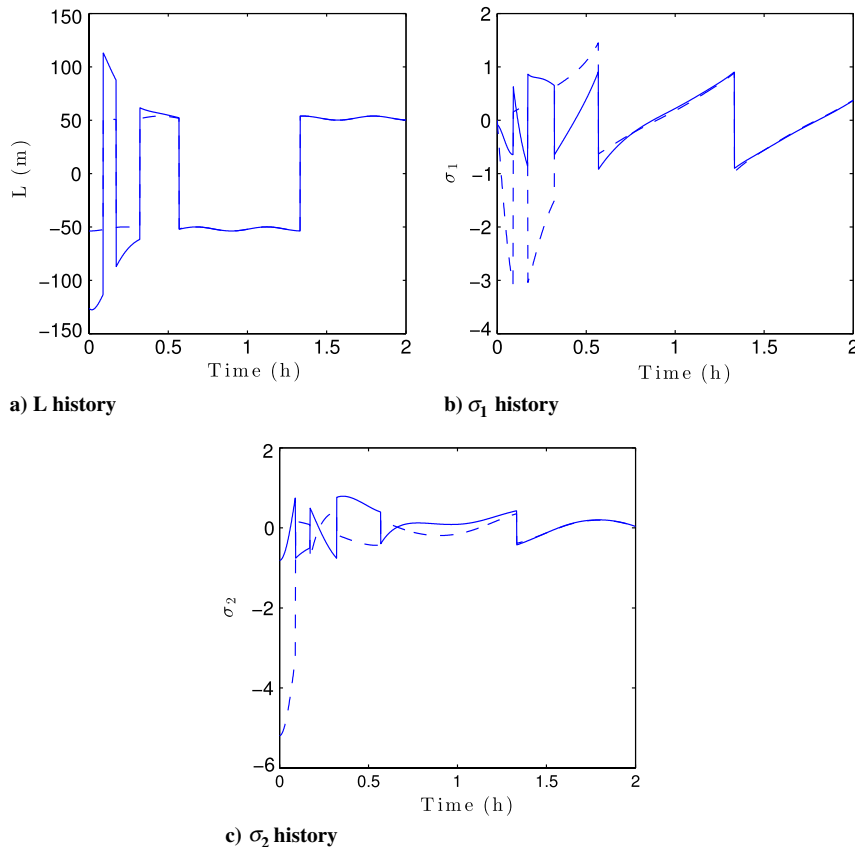 150
100
50
0
−50
−100
−150
L (m)
0 0.5 1 1.5 2
Time (h)
a) L history
2
1
0
−1
−2
−3
−4
σ1
0 0.5 1 1.5 2
Time (h)
b) σ1 history
2
0
−2
−4
−6
σ2
0 0.5 1 1.5 2
Time (h)
c) σ2 history